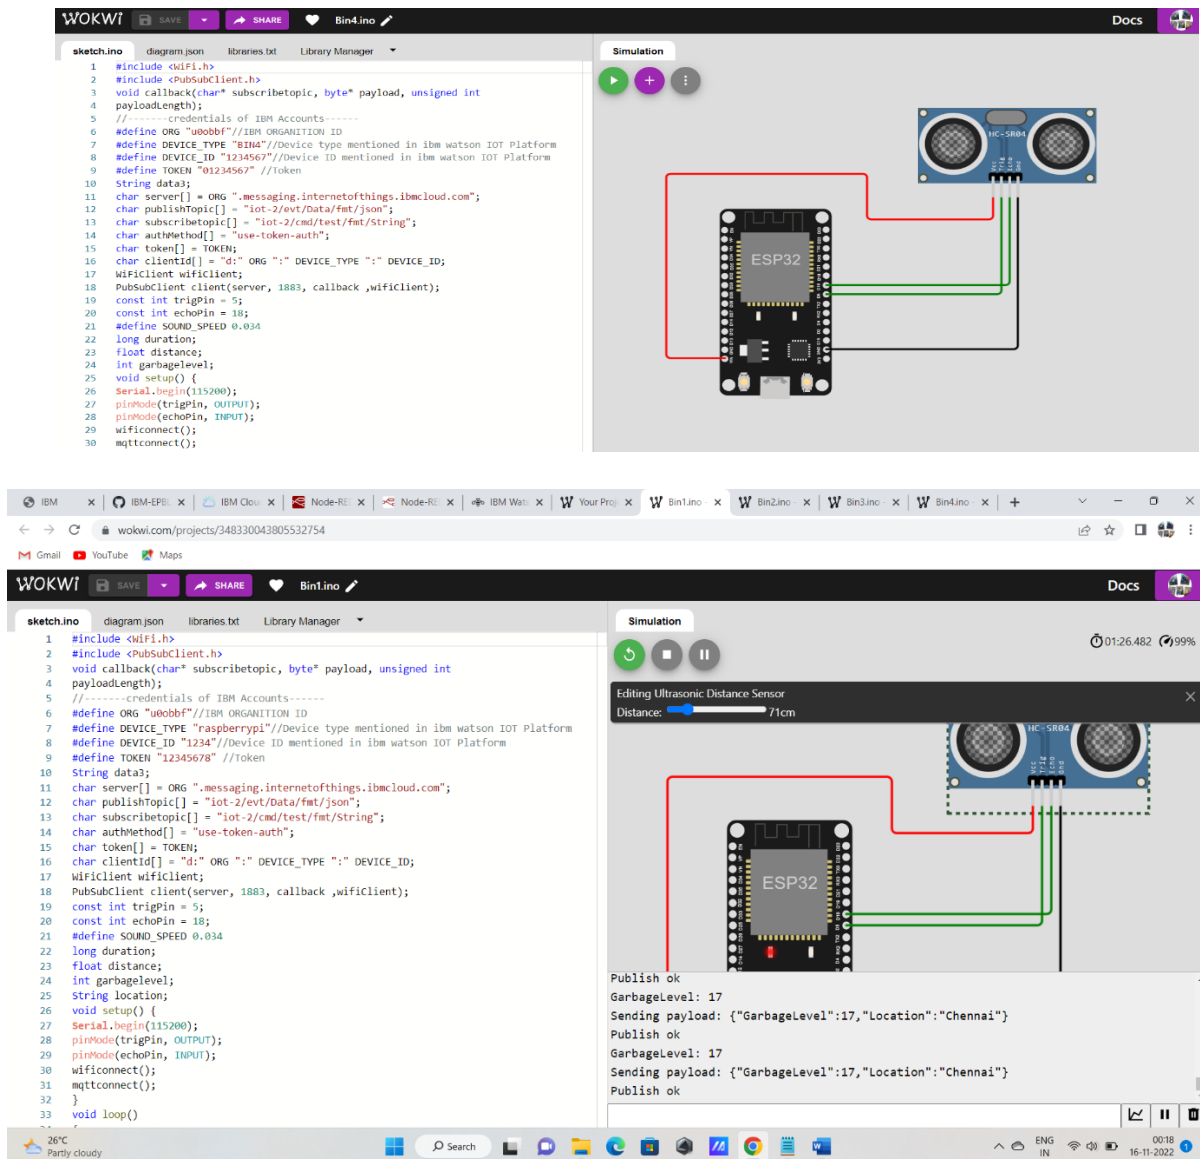 WOKWi SAVE SHARE Bin4.ino Docs
sketch.ino diagram.json libraries.txt Library Manager
Simulation
1 #include <WiFi.h>
2 #include <PubSubClient.h>
3 void callback(char* subscribetopic, byte* payload, unsigned int
4 payloadLength);
5 //-------credentials of IBM Accounts------
6 #define ORG "u0obbf"//IBM ORGANITION ID
7 #define DEVICE_TYPE "BIN4"//Device type mentioned in ibm watson IOT Platform
8 #define DEVICE_ID "1234567"//Device ID mentioned in ibm watson IOT Platform
9 #define TOKEN "01234567" //Token
10 String data3;
11 char server[] = ORG ".messaging.internetofthings.ibmcloud.com";
12 char publishTopic[] = "iot-2/evt/Data/fmt/json";
13 char subscribetopic[] = "iot-2/cmd/test/fmt/String";
14 char authMethod[] = "use-token-auth";
15 char token[] = TOKEN;
16 char clientId[] = "d:" ORG ":" DEVICE_TYPE ":" DEVICE_ID;
17 WiFiClient wifiClient;
18 PubSubClient client(server, 1883, callback ,wifiClient);
19 const int trigPin = 5;
20 const int echoPin = 18;
21 #define SOUND_SPEED 0.034
22 long duration;
23 float distance;
24 int garbagelevel;
25 void setup() {
26 Serial.begin(115200);
27 pinMode(trigPin, OUTPUT);
28 pinMode(echoPin, INPUT);
29 wificonnect();
30 mqttconnect();
HC-SR04
Vcc
Trig
Echo
Gnd
ESP32
IBM IBM-EPBL IBM Clou Node-RE Node-RE IBM Wats Your Proj Bin1.ino - Bin2.ino - Bin3.ino - Bin4.ino -
wokwi.com/projects/348330043805532754
Gmail YouTube Maps
WOKWi SAVE SHARE Bin1.ino Docs
sketch.ino diagram.json libraries.txt Library Manager
Simulation
01:26.482 99%
Editing Ultrasonic Distance Sensor
Distance: 71cm
1 #include <WiFi.h>
2 #include <PubSubClient.h>
3 void callback(char* subscribetopic, byte* payload, unsigned int
4 payloadLength);
5 //-------credentials of IBM Accounts------
6 #define ORG "u0obbf"//IBM ORGANITION ID
7 #define DEVICE_TYPE "raspberrypi"//Device type mentioned in ibm watson IOT Platform
8 #define DEVICE_ID "1234"//Device ID mentioned in ibm watson IOT Platform
9 #define TOKEN "12345678" //Token
10 String data3;
11 char server[] = ORG ".messaging.internetofthings.ibmcloud.com";
12 char publishTopic[] = "iot-2/evt/Data/fmt/json";
13 char subscribetopic[] = "iot-2/cmd/test/fmt/String";
14 char authMethod[] = "use-token-auth";
15 char token[] = TOKEN;
16 char clientId[] = "d:" ORG ":" DEVICE_TYPE ":" DEVICE_ID;
17 WiFiClient wifiClient;
18 PubSubClient client(server, 1883, callback ,wifiClient);
19 const int trigPin = 5;
20 const int echoPin = 18;
21 #define SOUND_SPEED 0.034
22 long duration;
23 float distance;
24 int garbagelevel;
25 String location;
26 void setup() {
27 Serial.begin(115200);
28 pinMode(trigPin, OUTPUT);
29 pinMode(echoPin, INPUT);
30 wificonnect();
31 mqttconnect();
32 }
33 void loop()
HC-SR04
Vcc
Trig
Echo
Gnd
ESP32
Publish ok
GarbageLevel: 17
Sending payload: {"GarbageLevel":17,"Location":"Chennai"}
Publish ok
GarbageLevel: 17
Sending payload: {"GarbageLevel":17,"Location":"Chennai"}
Publish ok
26°C
Partly cloudy
Search
ENG
IN
00:18
16-11-2022
1